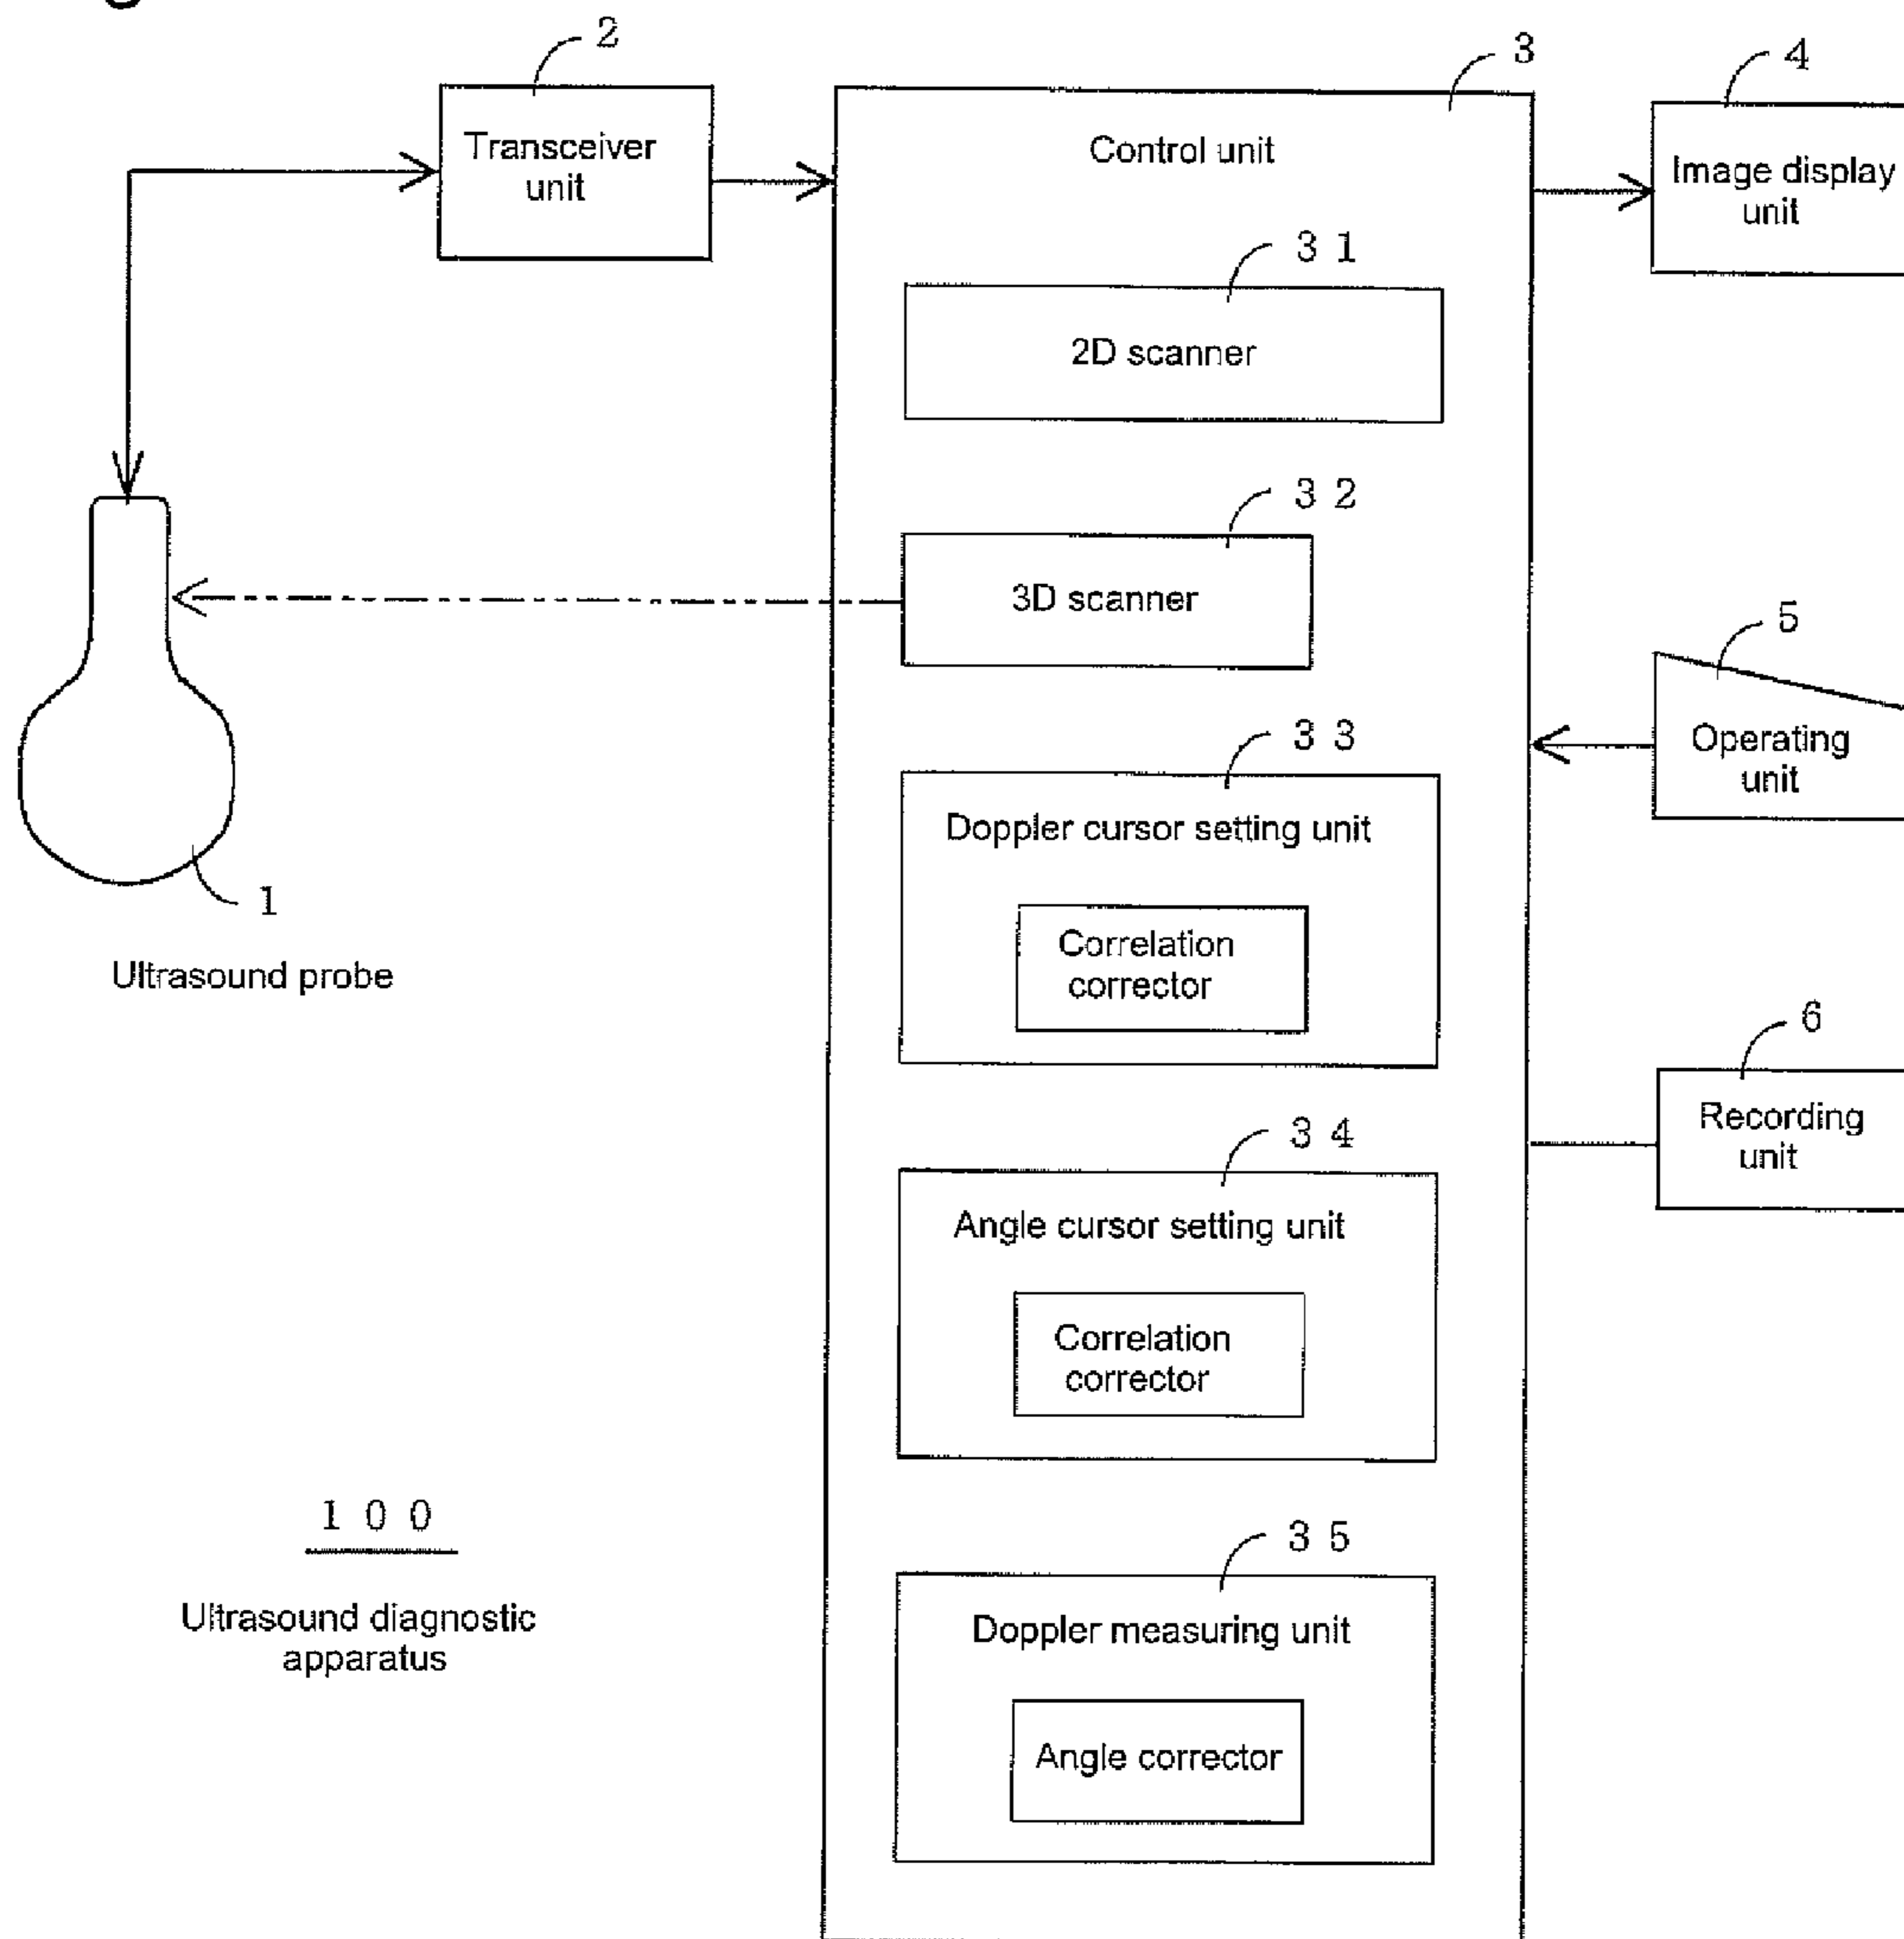 2
3
4
Transceiver
unit
Control unit
Image display
unit
3 1
2D scanner
3 2
3D scanner
5
Operating
unit
3 3
Doppler cursor setting unit
Correlation
corrector
1
Ultrasound probe
6
Recording
unit
3 4
Angle cursor setting unit
Correlation
corrector
1 0 0
Ultrasound diagnostic
apparatus
3 5
Doppler measuring unit
Angle corrector